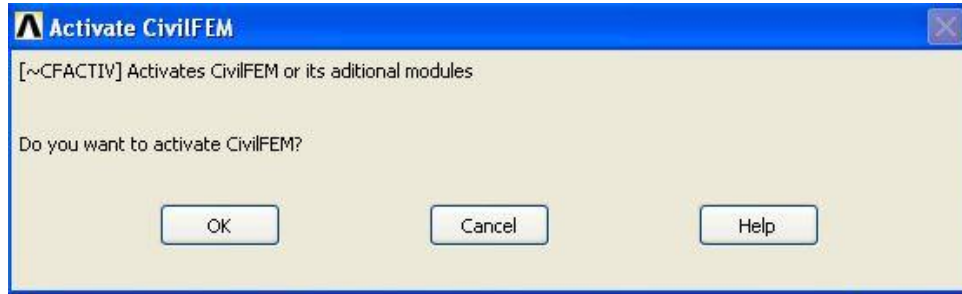 Activate CivilFEM
[~CFACTIV] Activates CivilFEM or its aditional modules
Do you want to activate CivilFEM?
OK Cancel Help